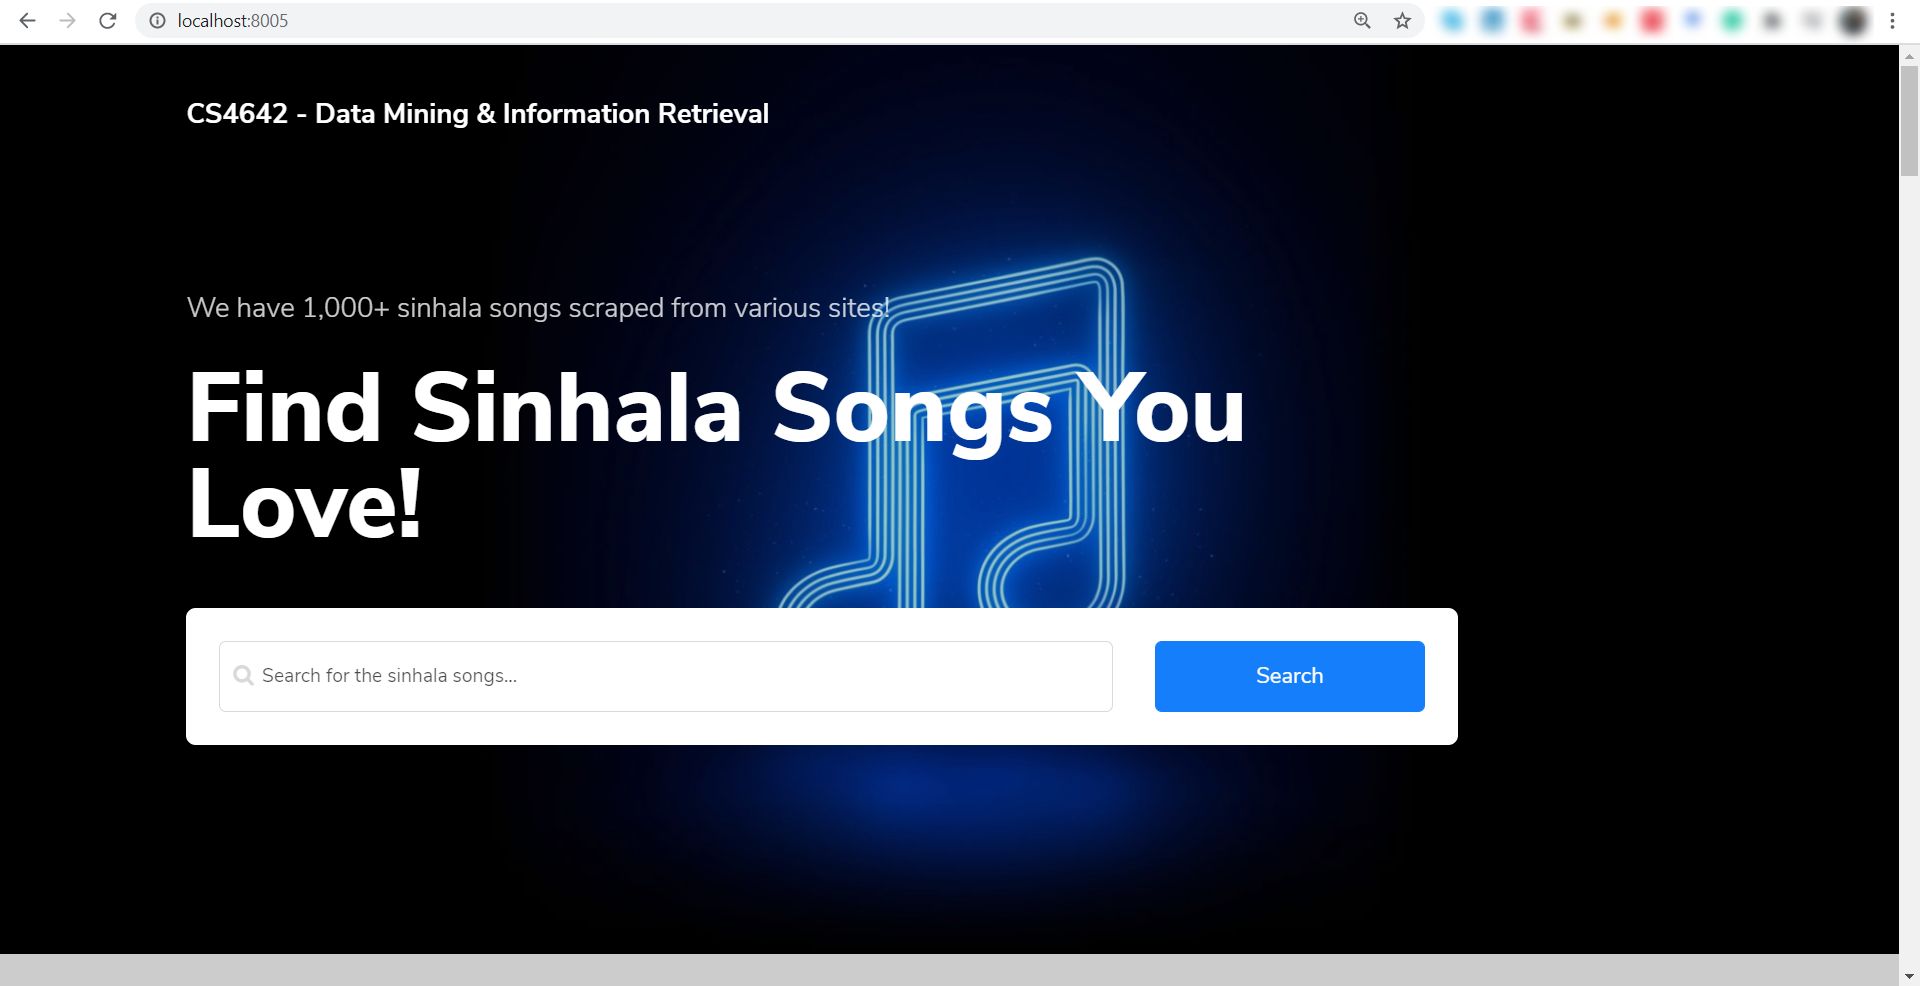 localhost:8005
CS4642 - Data Mining & Information Retrieval
We have 1,000+ sinhala songs scraped from various sites!
Find Sinhala Songs You
Love!
Search for the sinhala songs...
Search